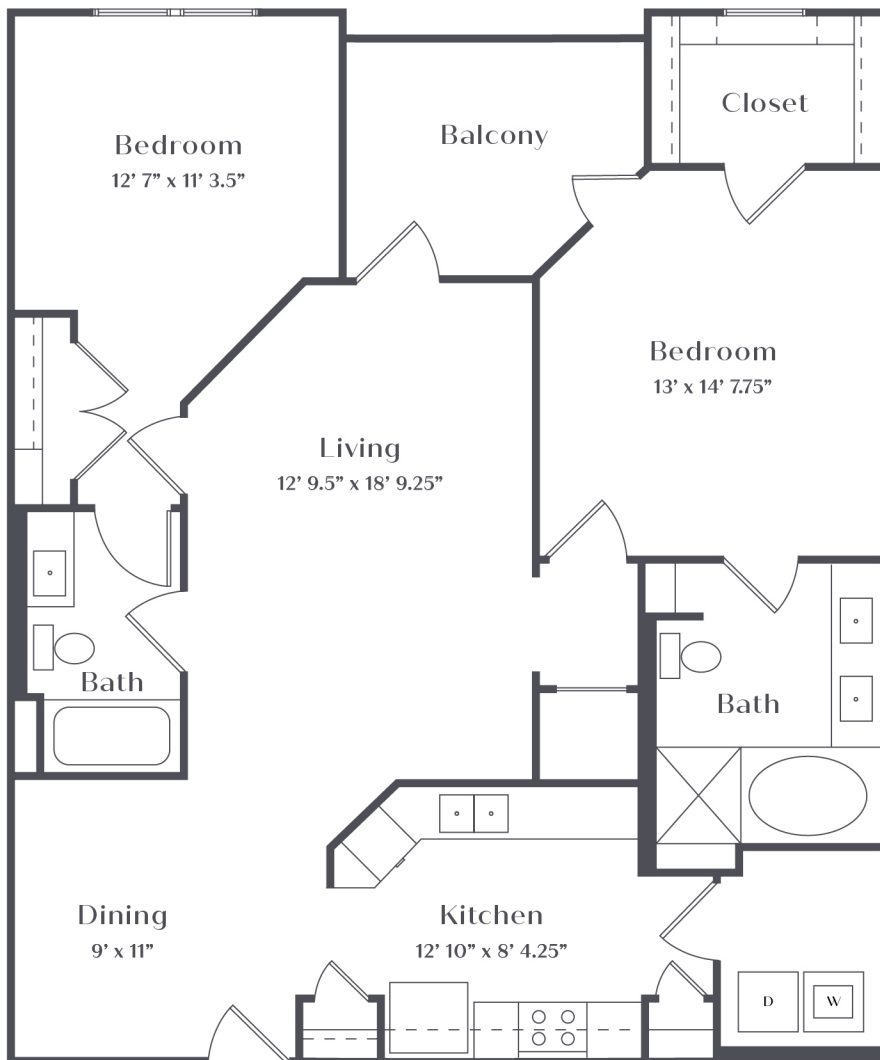 Closet
Balcony
Bedroom
12’ 7” x 11’ 3.5”
Bedroom
13’ x 14’ 7.75”
Living
12’ 9.5” x 18’ 9.25”
Bath
Bath
Dining
9’ x 11”
Kitchen
12’ 10” x 8’ 4.25”
D
W